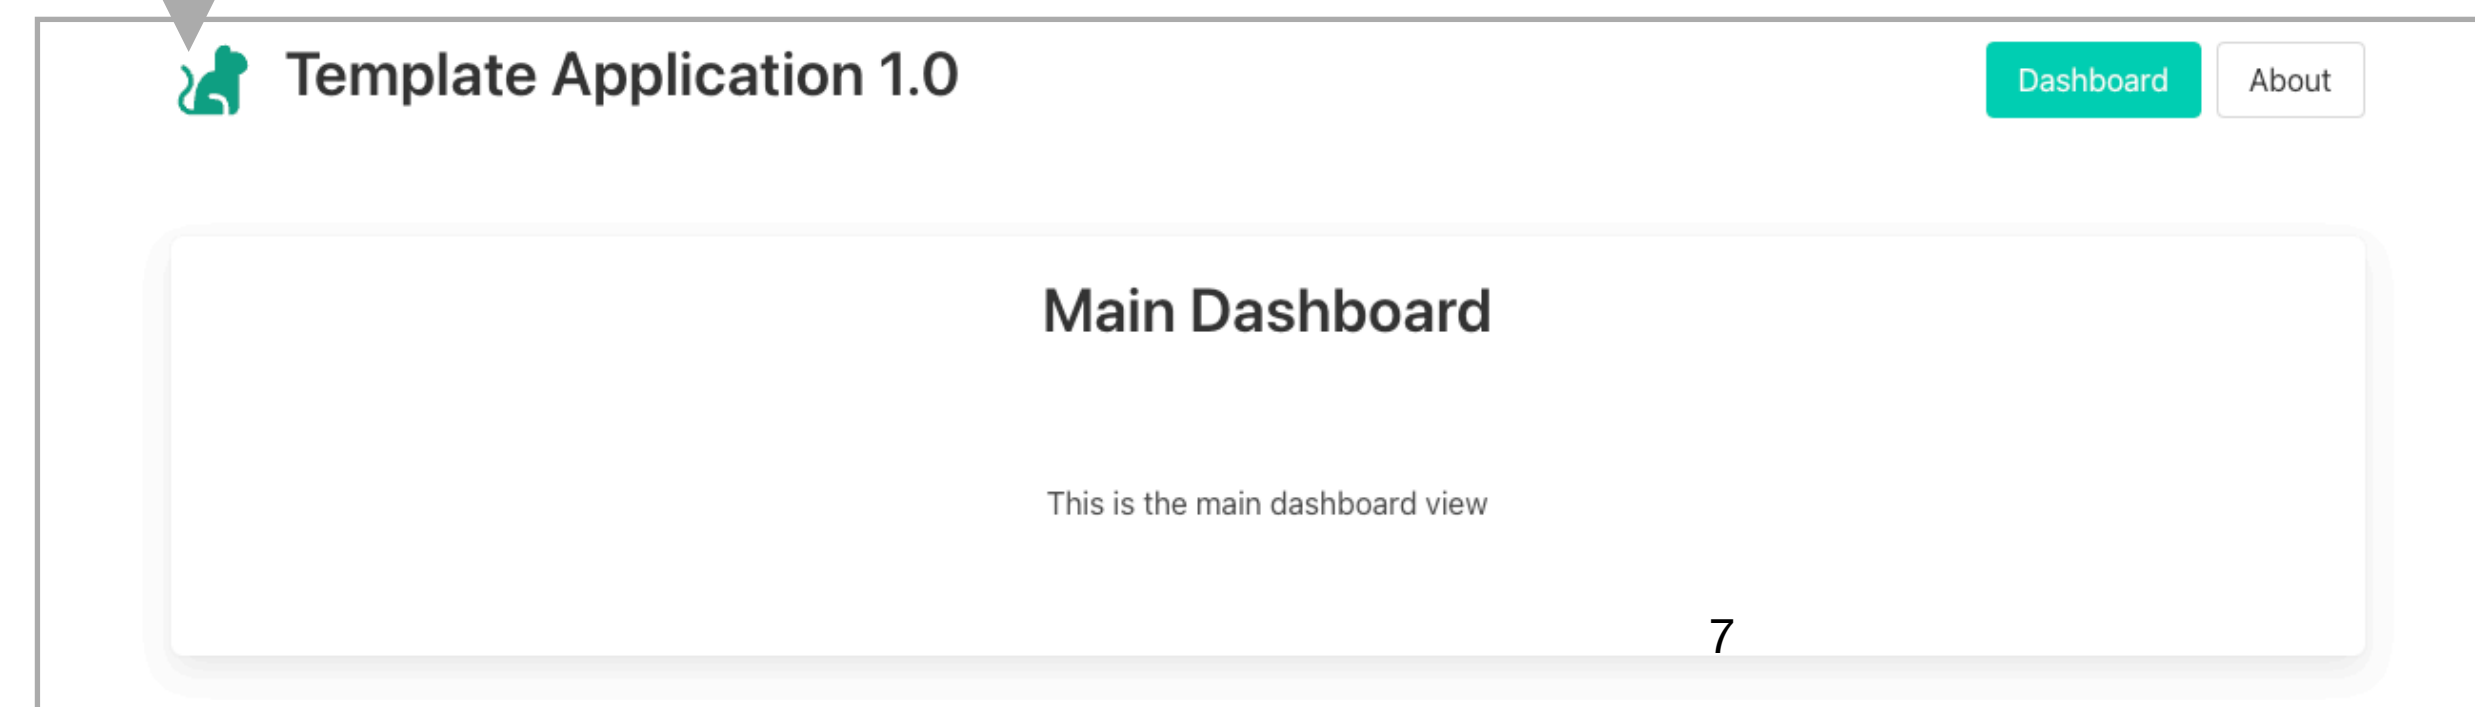 Template Application 1.0
Dashboard
About
Main Dashboard
This is the main dashboard view
7